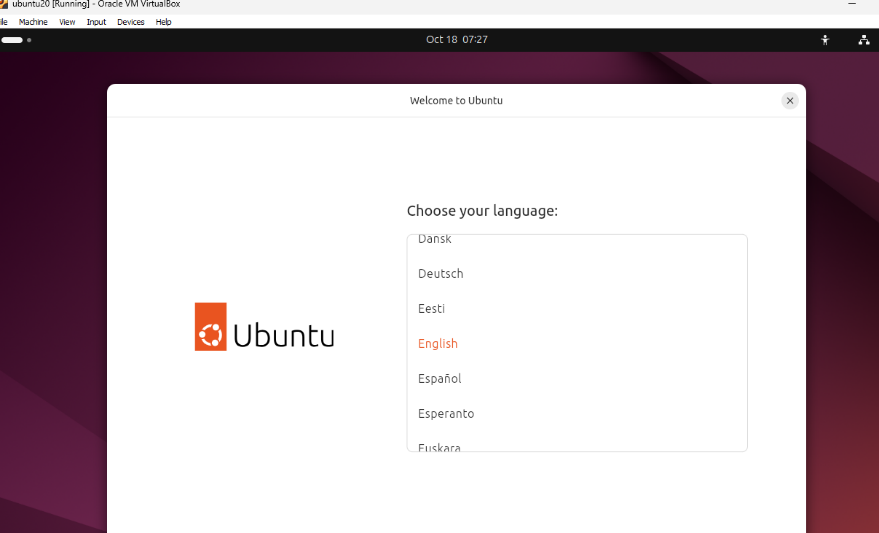 ubuntu20 [Running] - Oracle VM VirtualBox
Machine View Input Devices Help
Oct 18 07:27
Welcome to Ubuntu
Choose your language:
Dansk
Deutsch
Eesti
English
Ubuntu
Español
Esperanto
Euskara